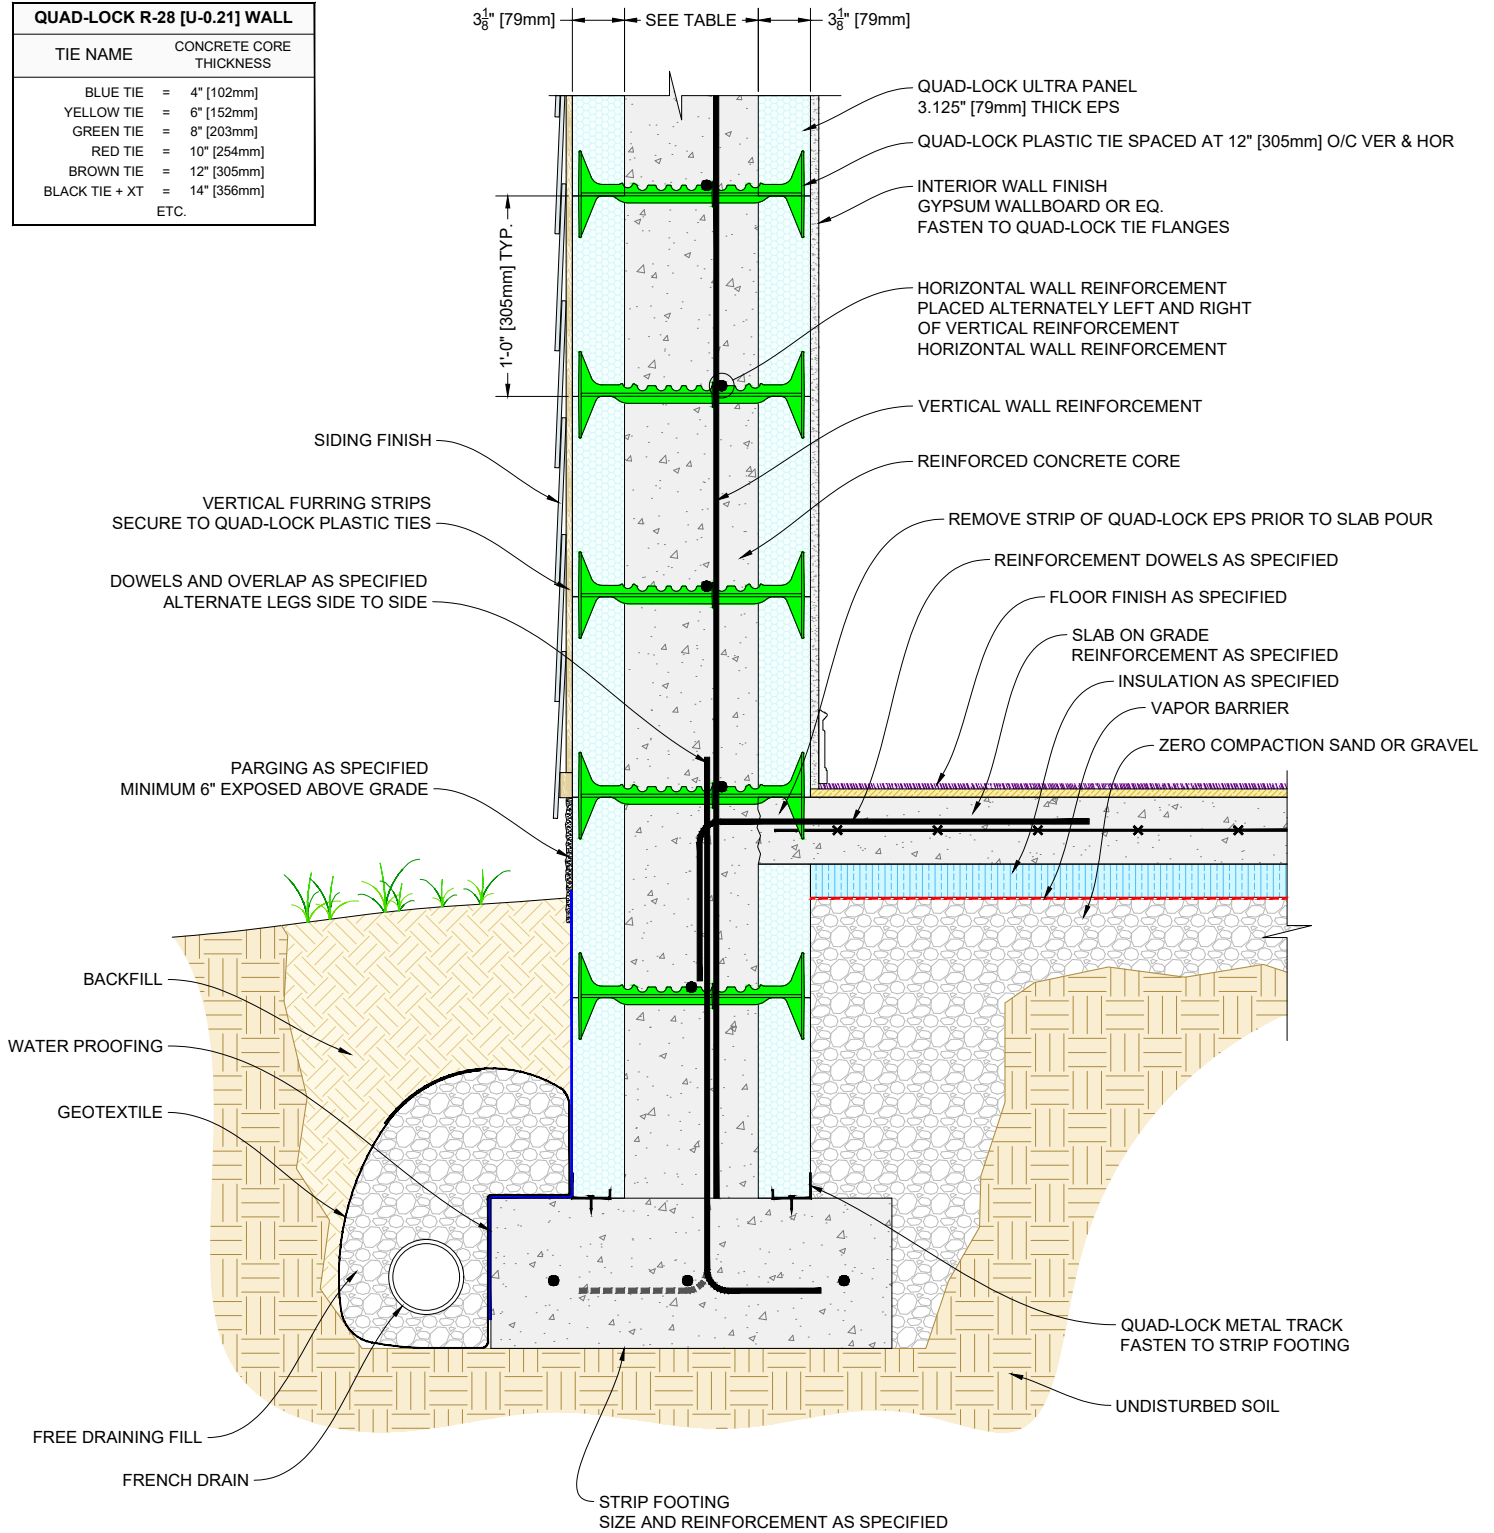 QUAD-LOCK R-28 [U-0.21] WALL
TIE NAME
CONCRETE CORE
THICKNESS
BLUE TIE = 4" [102mm]
YELLOW TIE = 6" [152mm]
GREEN TIE = 8" [203mm]
RED TIE = 10" [254mm]
BROWN TIE = 12" [305mm]
BLACK TIE + XT = 14" [356mm]
ETC.
3 1/8" [79mm]
SEE TABLE
3 1/8" [79mm]
1'-0" [305mm] TYP.
QUAD-LOCK ULTRA PANEL
3.125" [79mm] THICK EPS
QUAD-LOCK PLASTIC TIE SPACED AT 12" [305mm] O/C VER & HOR
INTERIOR WALL FINISH
GYPSUM WALLBOARD OR EQ.
FASTEN TO QUAD-LOCK TIE FLANGES
HORIZONTAL WALL REINFORCEMENT
PLACED ALTERNATELY LEFT AND RIGHT
OF VERTICAL REINFORCEMENT
HORIZONTAL WALL REINFORCEMENT
VERTICAL WALL REINFORCEMENT
REINFORCED CONCRETE CORE
REMOVE STRIP OF QUAD-LOCK EPS PRIOR TO SLAB POUR
REINFORCEMENT DOWELS AS SPECIFIED
FLOOR FINISH AS SPECIFIED
SLAB ON GRADE
REINFORCEMENT AS SPECIFIED
INSULATION AS SPECIFIED
VAPOR BARRIER
ZERO COMPACTION SAND OR GRAVEL
SIDING FINISH
VERTICAL FURRING STRIPS
SECURE TO QUAD-LOCK PLASTIC TIES
DOWELS AND OVERLAP AS SPECIFIED
ALTERNATE LEGS SIDE TO SIDE
PARGING AS SPECIFIED
MINIMUM 6" EXPOSED ABOVE GRADE
BACKFILL
WATER PROOFING
GEOTEXTILE
FREE DRAINING FILL
FRENCH DRAIN
STRIP FOOTING
SIZE AND REINFORCEMENT AS SPECIFIED
QUAD-LOCK METAL TRACK
FASTEN TO STRIP FOOTING
UNDISTURBED SOIL